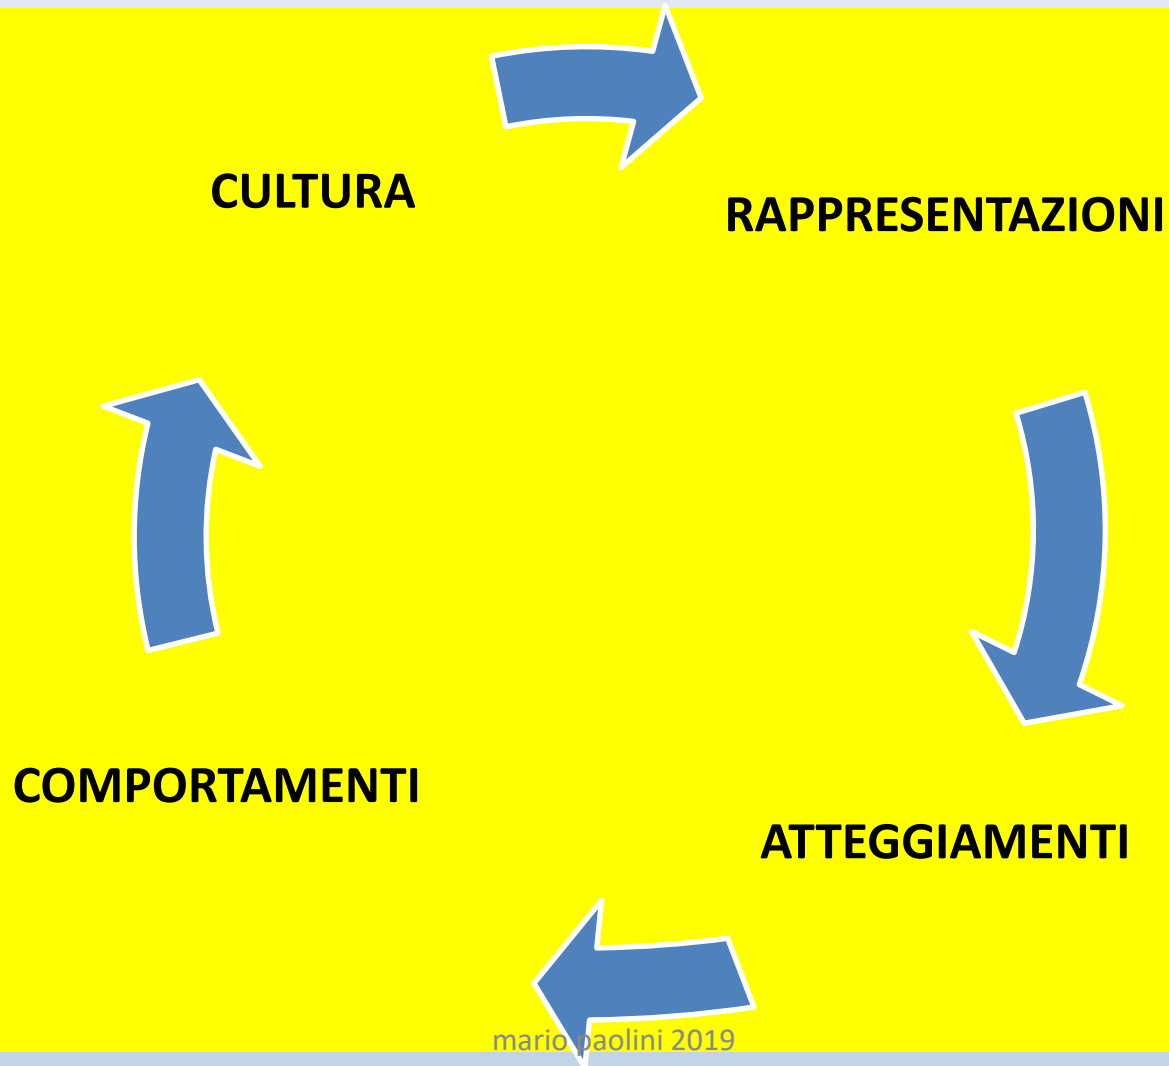 CULTURA
RAPPRESENTAZIONI
COMPORTAMENTI
ATTEGGIAMENTI
mario paolini 2019